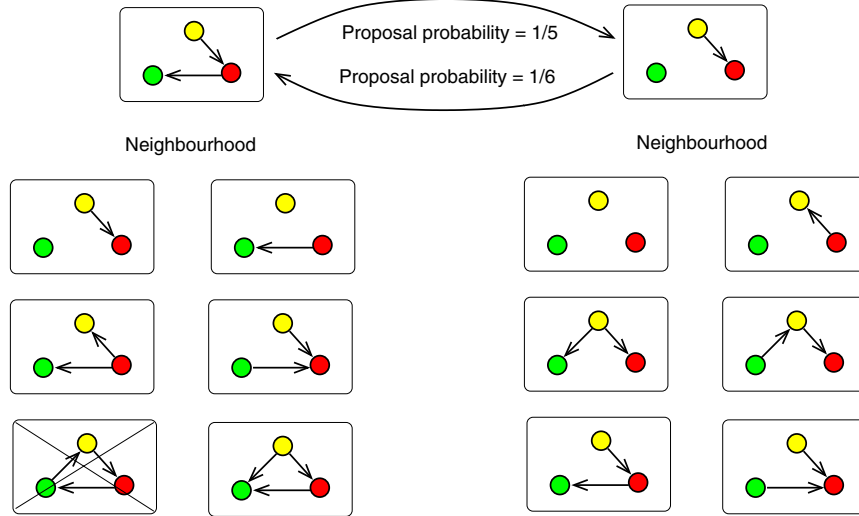 Proposal probability = 1/5
Proposal probability = 1/6
Neighbourhood
Neighbourhood